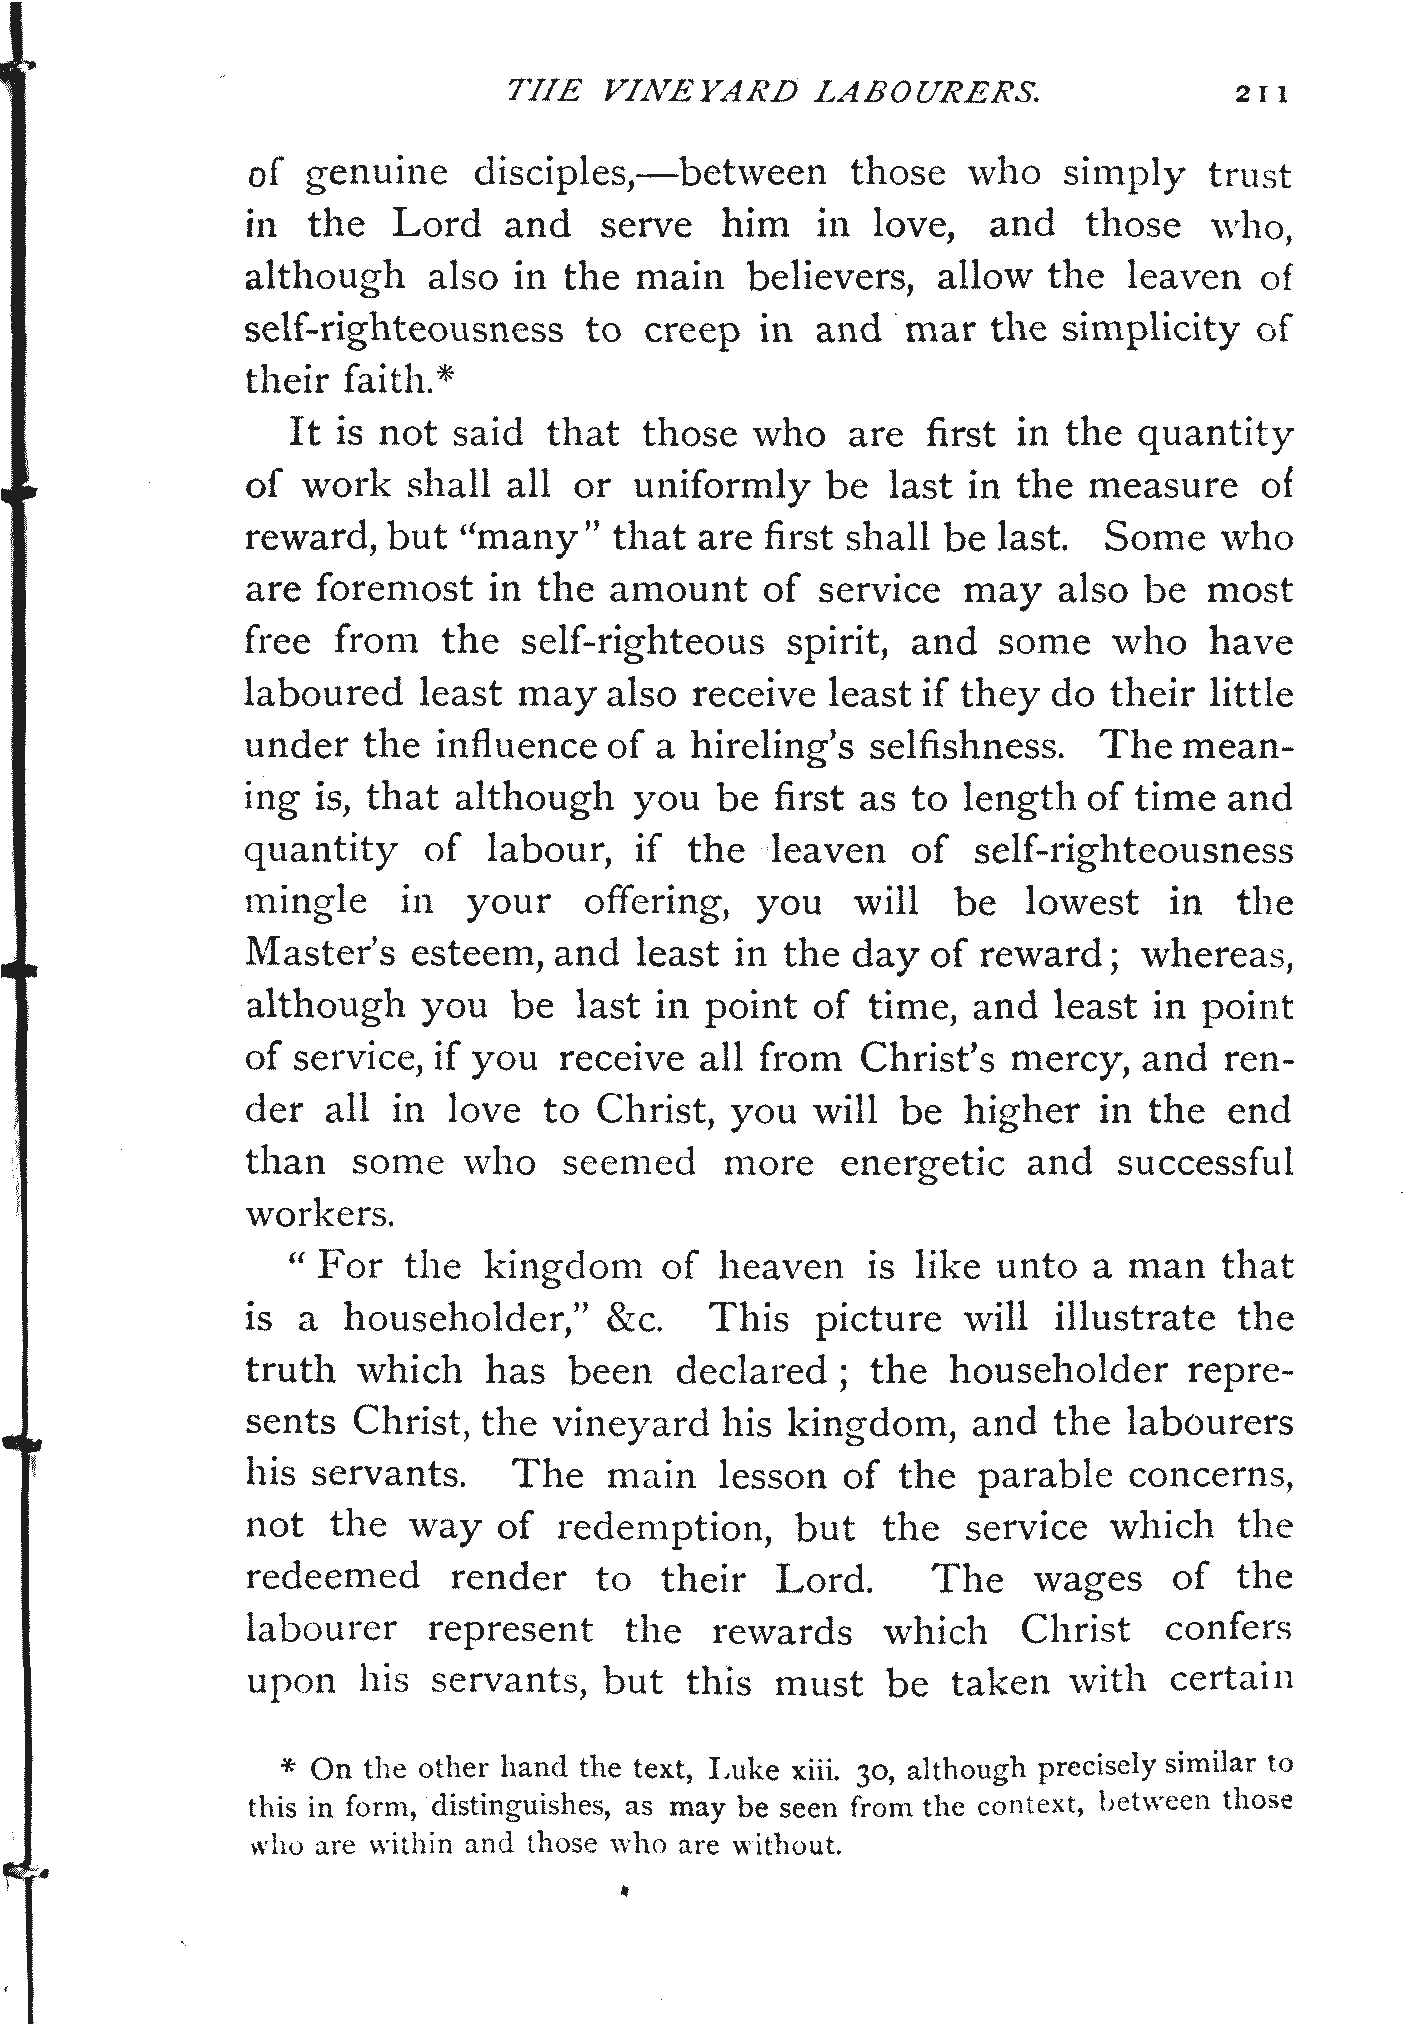 THE VINEYARD LABOURERS. 211
of genuine disciples,—between those who simply trust
in the Lord and serve him in love, and those who,
although also in the main believers, allow the leaven of
self-righteousness to creep in and mar the simplicity of
their faith.*
It is not said that those who are first in the quantity
of work shall all or uniformly be last in the measure of
reward, but "many" that are first shall be last. Some who
are foremost in the amount of service may also be most
free from the self-righteous spirit, and some who have
laboured least may also receive least if they do their little
under the influence of a hireling's selfishness. The mean-
ing is, that although you be first as to length of time and
quantity of labour, if the leaven of self-righteousness
mingle in your offering, you will be lowest in the
Master's esteem, and least in the day of reward; whereas,
although you be last in point of time, and least in point
of service, if you receive all from Christ's mercy, and ren-
der all in love to Christ, you will be higher in the end
than some who seemed more energetic and successful
workers.
"For the kingdom of heaven is like unto a man that
is a householder," &c. This picture will illustrate the
truth which has been declared; the householder repre-
sents Christ, the vineyard his kingdom, and the labourers
his servants. The main lesson of the parable concerns,
not the way of redemption, but the service which the
redeemed render to their Lord. The wages of the
labourer represent the rewards which Christ confers
upon his servants, but this must be taken with certain
* On the other hand the text, Luke xiii. 30, although precisely similar to
this in form, distinguishes, as may be seen from the context, between those
who are within and those who are without.